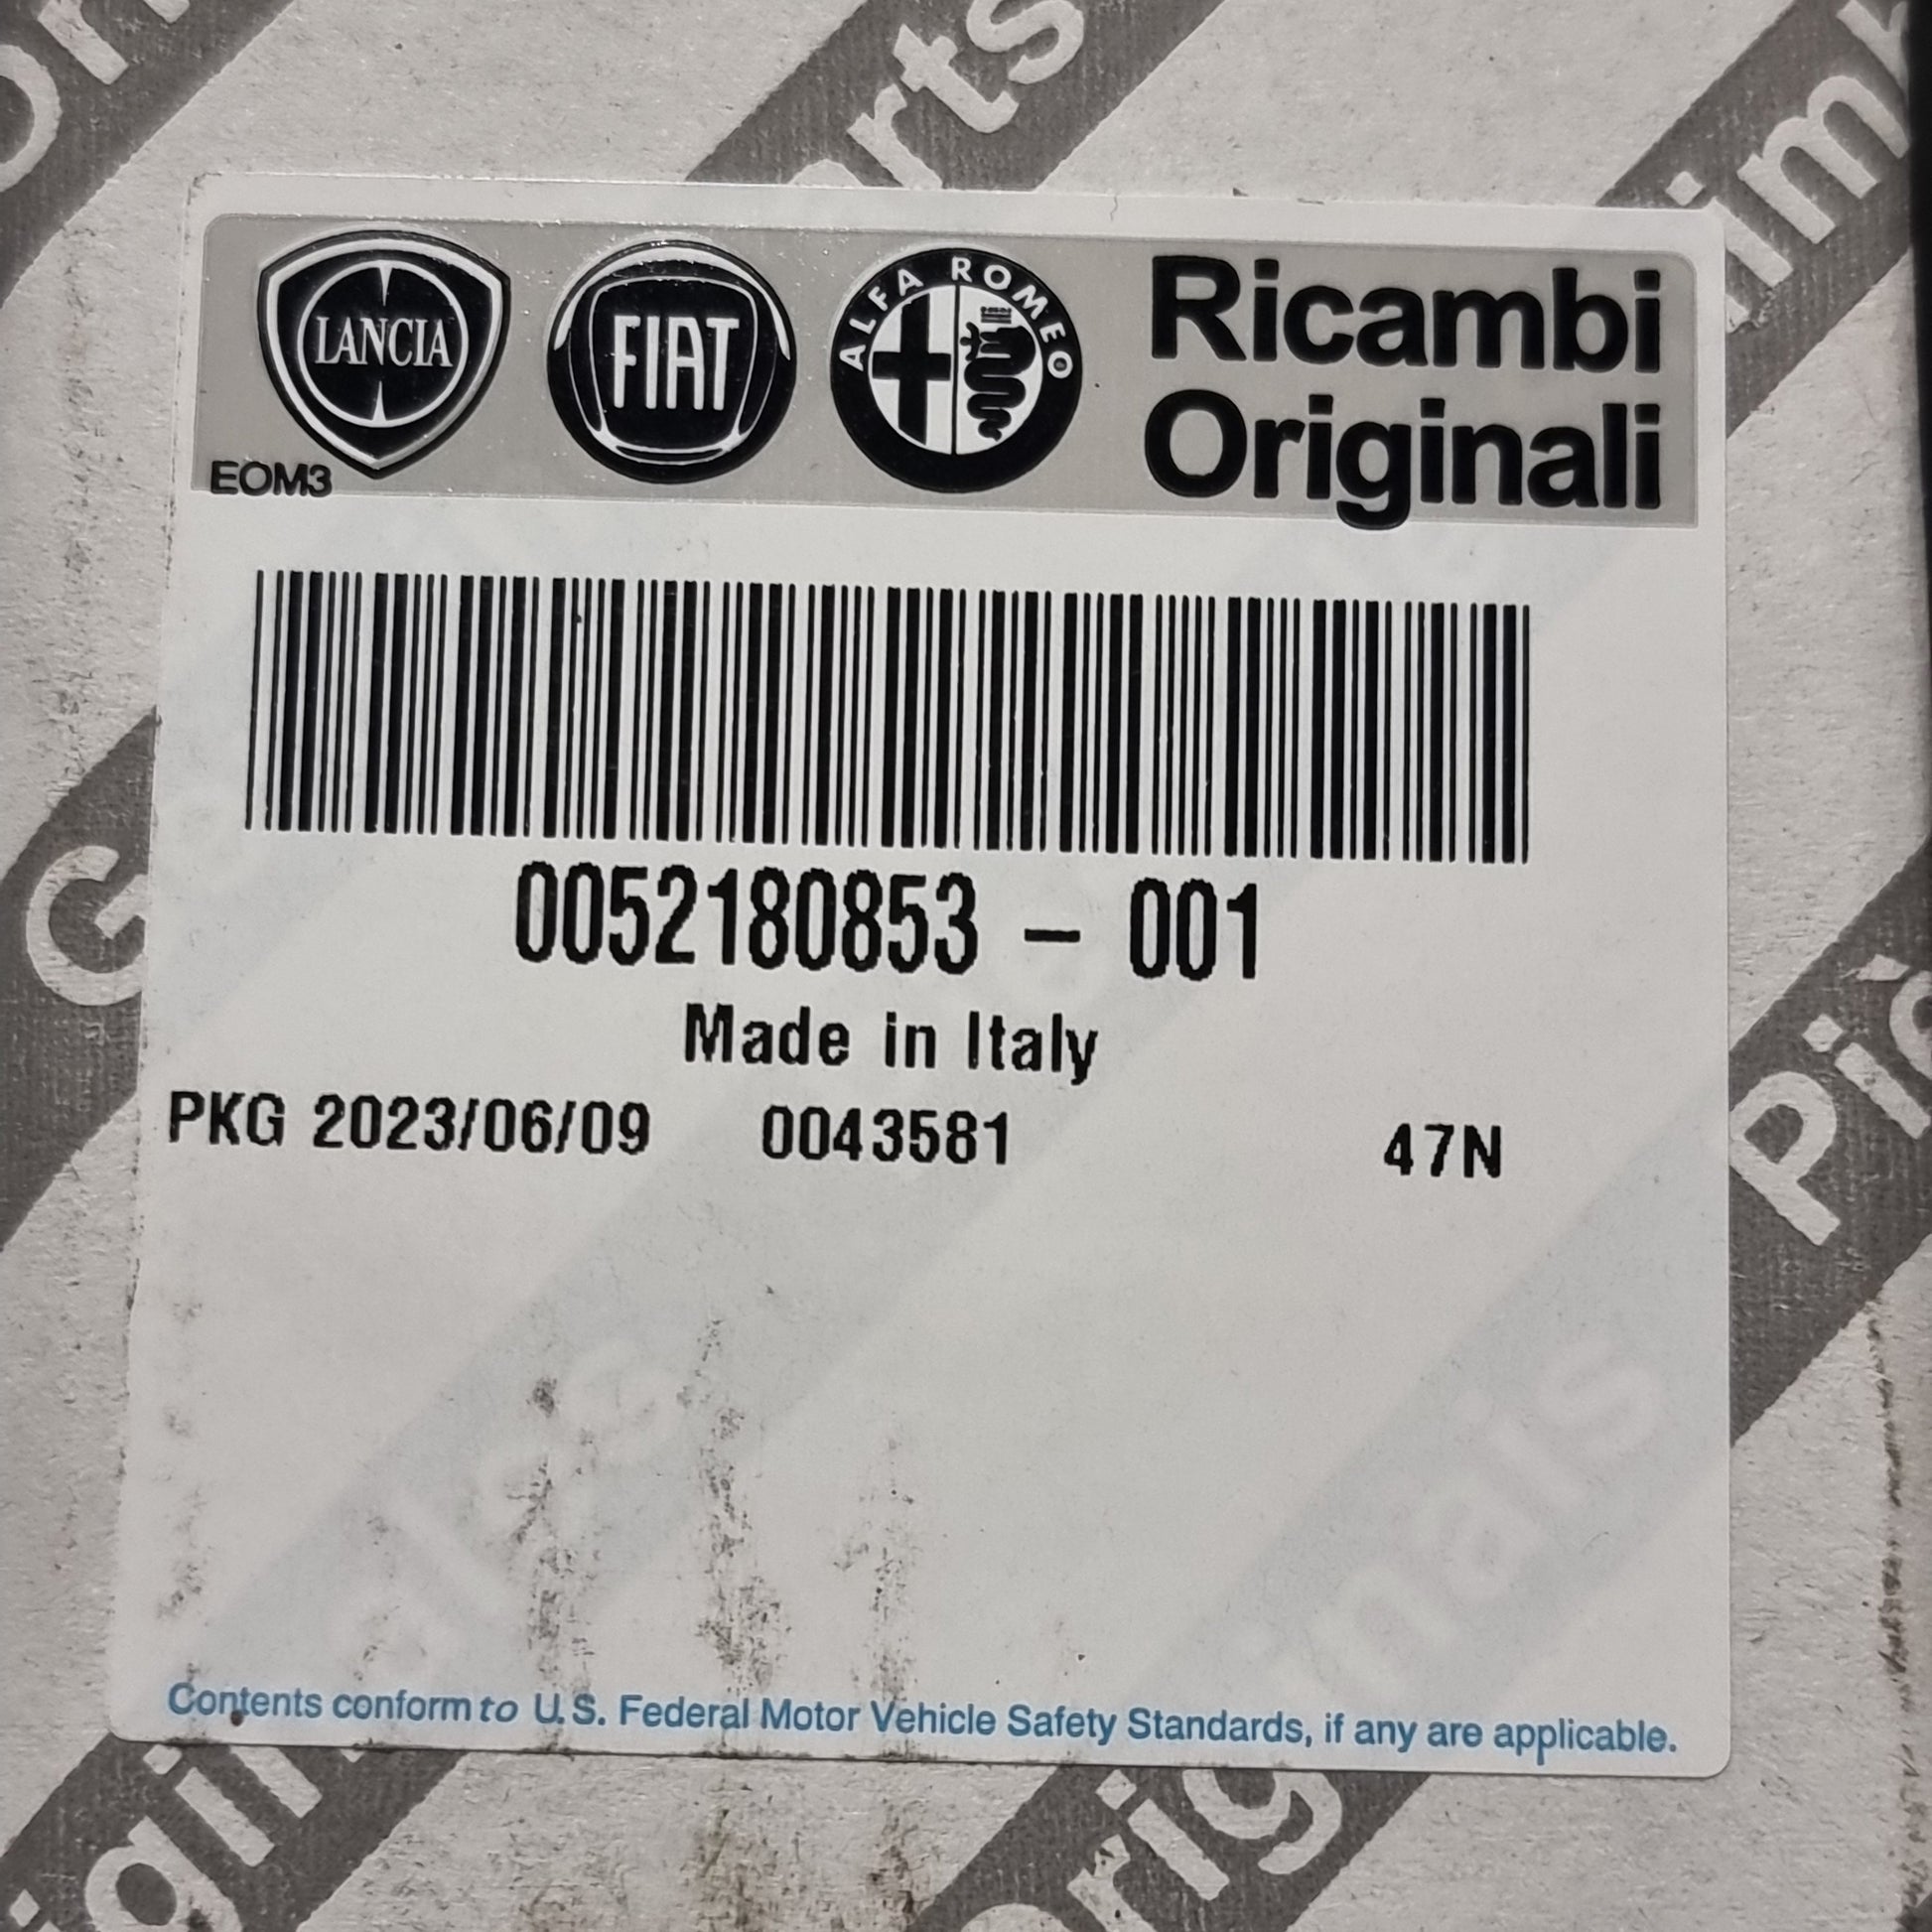 rts
LANCIA
FIAT
ALFA ROMEO
Ricambi
Originali
EOM3
0052180853 – 001
Made in Italy
PKG 2023/06/09 0043581 47N
Contents conform to U.S. Federal Motor Vehicle Safety Standards, if any are applicable.